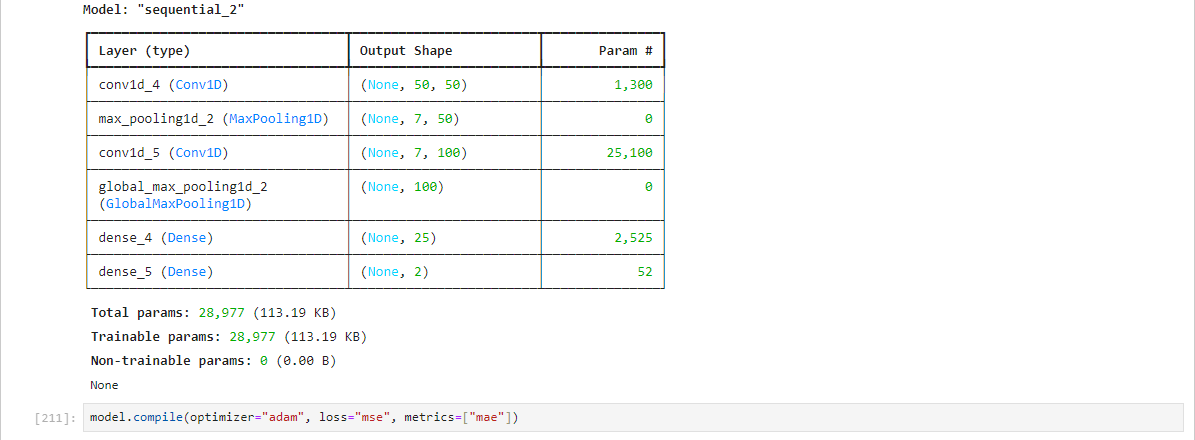 Model: "sequential_2"
Layer (type) Output Shape Param #
conv1d_4 (Conv1D) (None, 50, 50) 1,300
max_pooling1d_2 (MaxPooling1D) (None, 7, 50) 0
conv1d_5 (Conv1D) (None, 7, 100) 25,100
global_max_pooling1d_2 (None, 100) 0
(GlobalMaxPooling1D)
dense_4 (Dense) (None, 25) 2,525
dense_5 (Dense) (None, 2) 52
Total params: 28,977 (113.19 KB)
Trainable params: 28,977 (113.19 KB)
Non-trainable params: 0 (0.00 B)
None
[211]: model.compile(optimizer="adam", loss="mse", metrics=["mae"])